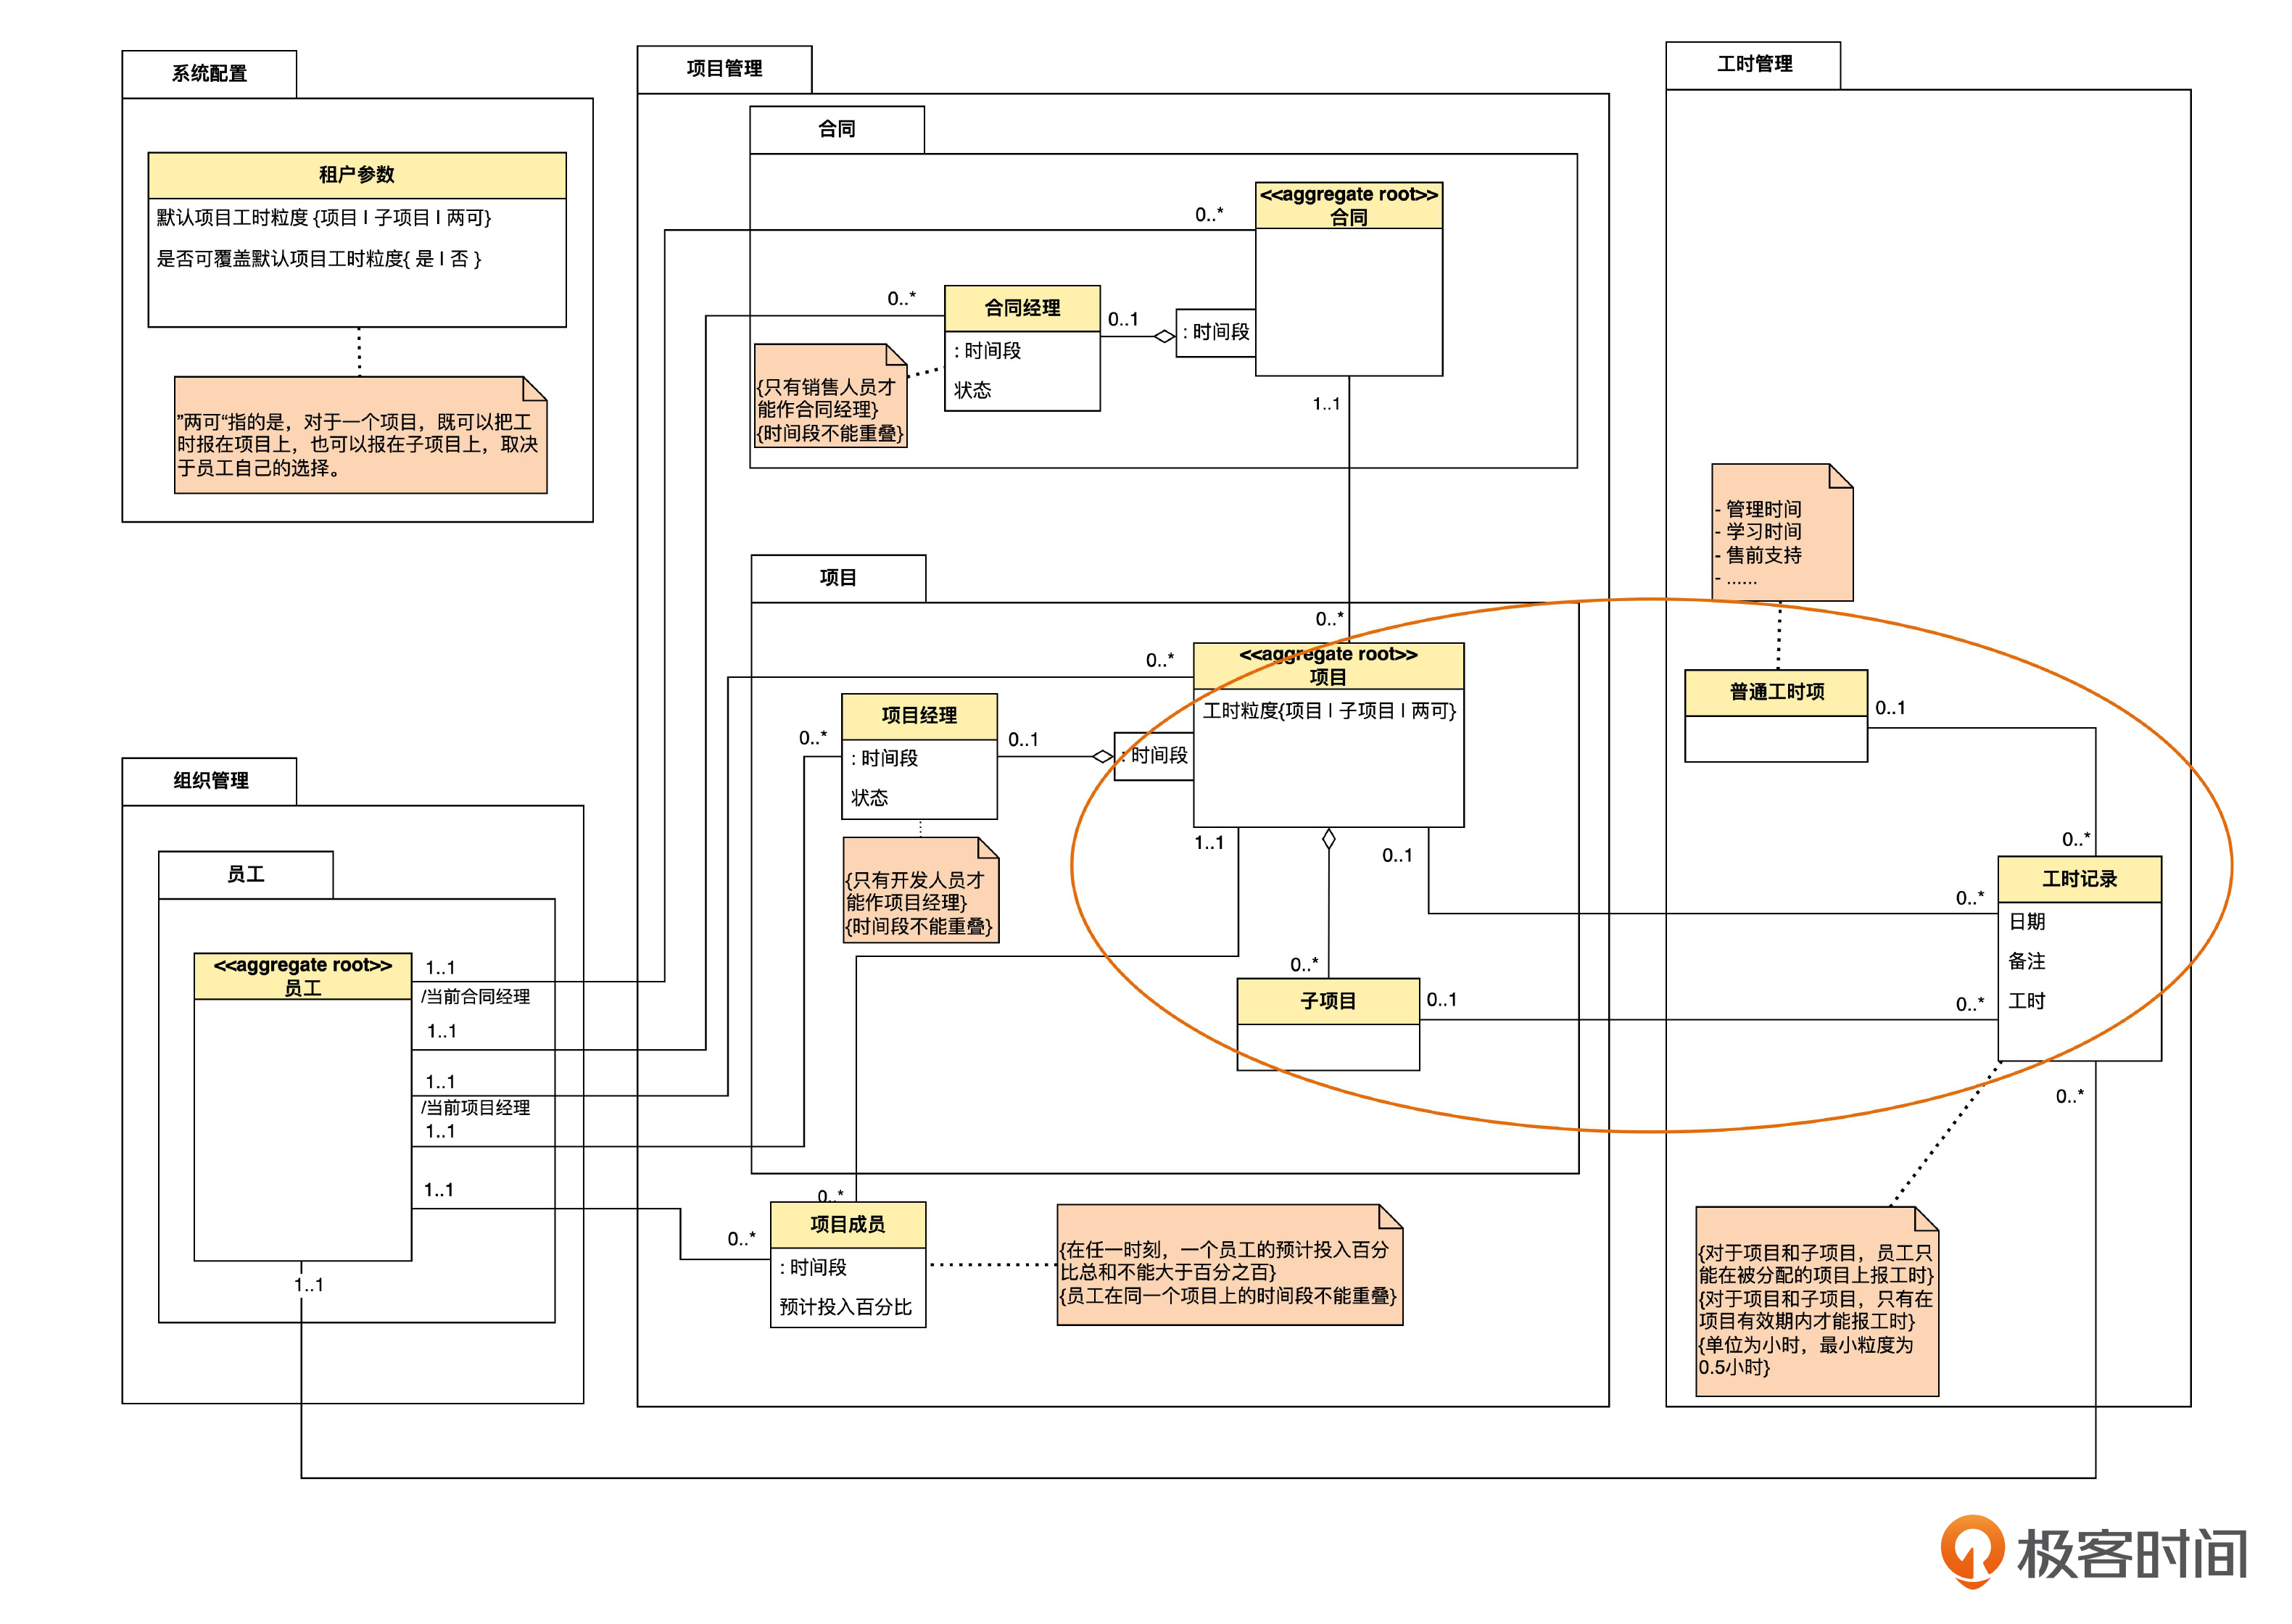 系统配置
租户参数
默认项目工时粒度 {项目 | 子项目 | 两可}
是否可覆盖默认项目工时粒度{ 是 | 否 }
”两可“指的是，对于一个项目，既可以把工
时报在项目上，也可以报在子项目上，取决
于员工自己的选择。
项目管理
合同
<<aggregate root>>
合同
0..*
合同经理
: 时间段
状态
0..*
0..1
: 时间段
{只有销售人员才
能作合同经理}
{时间段不能重叠}
1..1
项目
0..*
<<aggregate root>>
项目
工时粒度{项目 | 子项目 | 两可}
0..*
: 时间段
项目经理
: 时间段
状态
0..*
0..1
{只有开发人员才
能作项目经理}
{时间段不能重叠}
1..1
0..1
0..*
子项目
0..1
0..*
项目成员
: 时间段
预计投入百分比
0..*
{在任一时刻，一个员工的预计投入百分
比总和不能大于百分之百}
{员工在同一个项目上的时间段不能重叠}
组织管理
员工
<<aggregate root>>
员工
1..1
/当前合同经理
1..1
1..1
/当前项目经理
1..1
1..1
1..1
工时管理
- 管理时间
- 学习时间
- 售前支持
- ......
普通工时项
0..1
0..*
工时记录
日期
备注
工时
0..*
0..*
0..*
{对于项目和子项目，员工只
能在被分配的项目上报工时}
{对于项目和子项目，只有在
项目有效期内才能报工时}
{单位为小时，最小粒度为
0.5小时}
极客时间